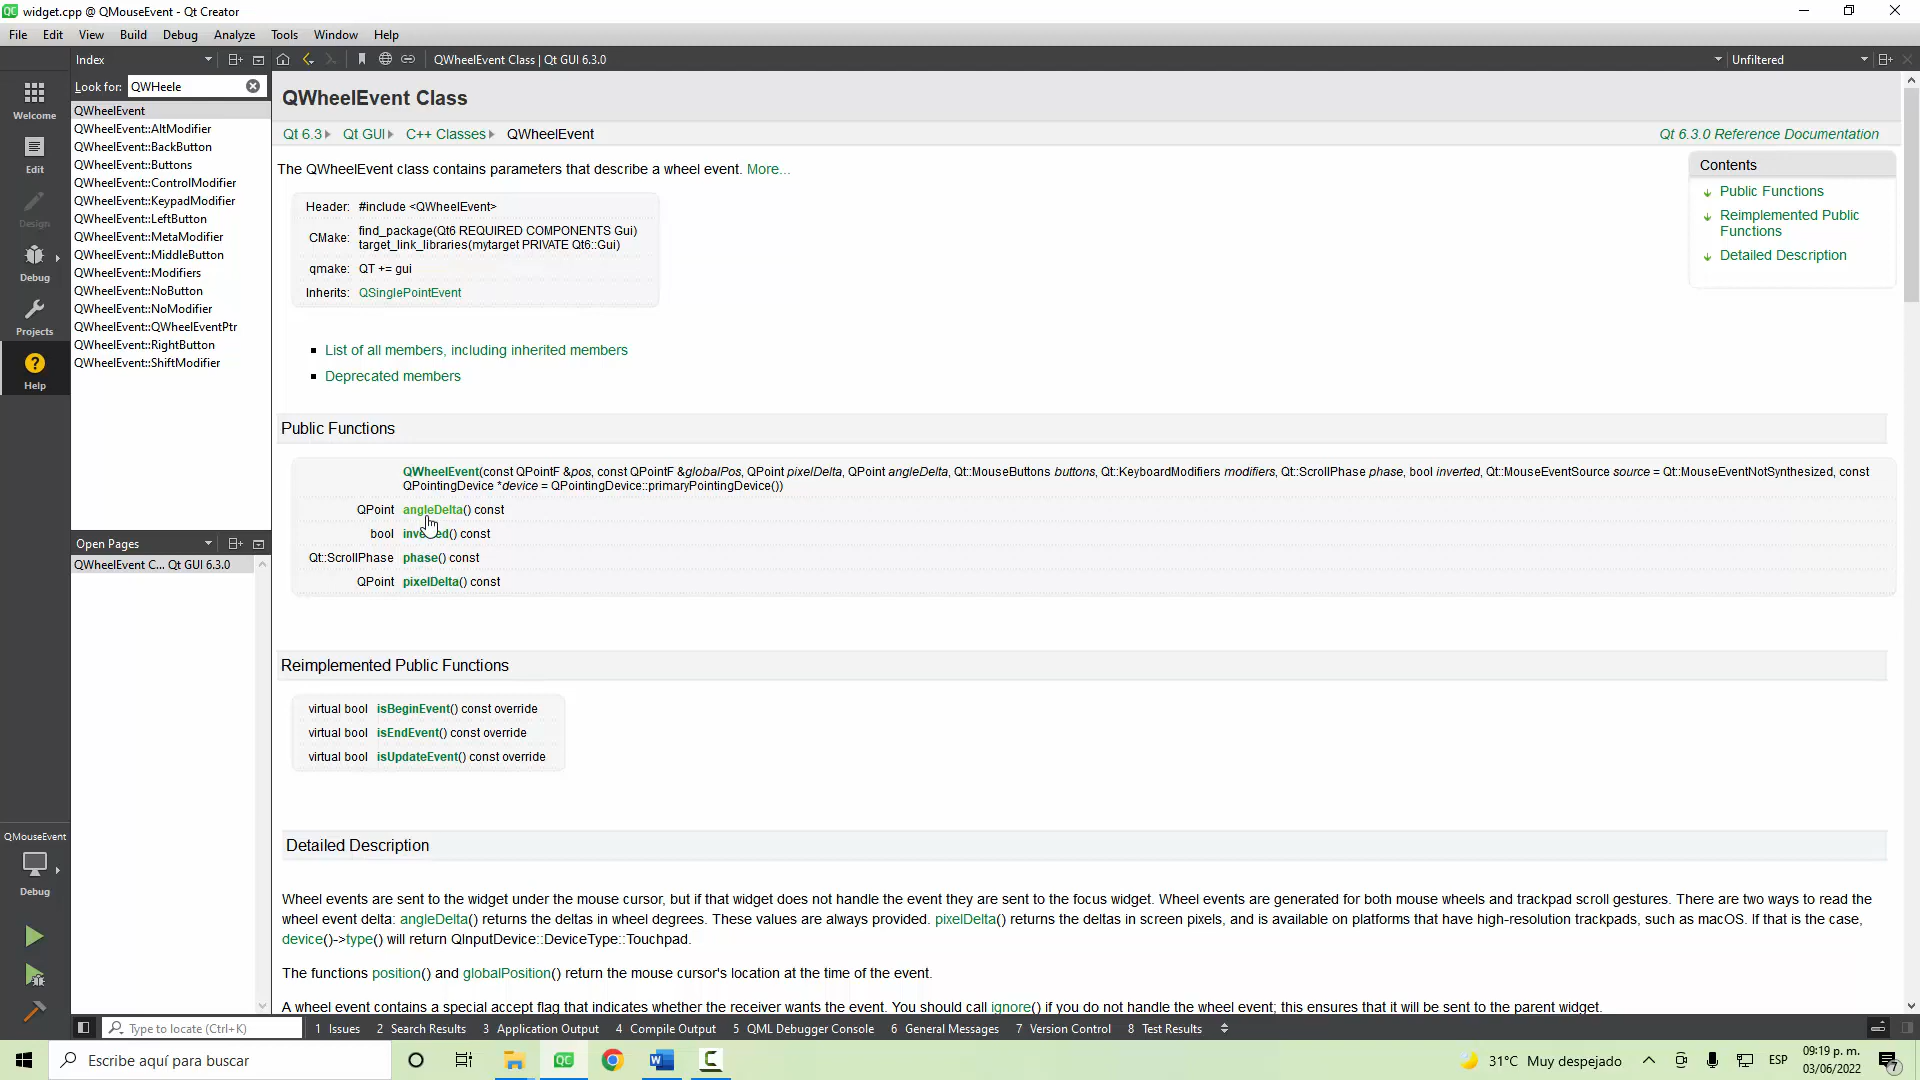 widget.cpp @ QMouseEvent - Qt Creator
File Edit View Build Debug Analyze Tools Window Help
Index
QWheelEvent Class | Qt GUI 6.3.0
Unfiltered
Look for: QWHeele
QWheelEvent
QWheelEvent::AltModifier
QWheelEvent::BackButton
QWheelEvent::Buttons
QWheelEvent::ControlModifier
QWheelEvent::KeypadModifier
QWheelEvent::LeftButton
QWheelEvent::MetaModifier
QWheelEvent::MiddleButton
QWheelEvent::Modifiers
QWheelEvent::NoButton
QWheelEvent::NoModifier
QWheelEvent::QWheelEventPtr
QWheelEvent::RightButton
QWheelEvent::ShiftModifier
Welcome
Edit
Design
Debug
Projects
Help
QMouseEvent
Debug
Open Pages
QWheelEvent C... Qt GUI 6.3.0
QWheelEvent Class
Qt 6.3 Qt GUI C++ Classes QWheelEvent
Qt 6.3.0 Reference Documentation
The QWheelEvent class contains parameters that describe a wheel event. More...
Header: #include <QWheelEvent>
CMake: find_package(Qt6 REQUIRED COMPONENTS Gui)
target_link_libraries(mytarget PRIVATE Qt6::Gui)
qmake: QT += gui
Inherits: QSinglePointEvent
Contents
Public Functions
Reimplemented Public
Functions
Detailed Description
List of all members, including inherited members
Deprecated members
Public Functions
QWheelEvent(const QPointF &pos, const QPointF &globalPos, QPoint pixelDelta, QPoint angleDelta, Qt::MouseButtons buttons, Qt::KeyboardModifiers modifiers, Qt::ScrollPhase phase, bool inverted, Qt::MouseEventSource source = Qt::MouseEventNotSynthesized, const
QPointingDevice *device = QPointingDevice::primaryPointingDevice())
QPoint angleDelta() const
bool inverted() const
Qt::ScrollPhase phase() const
QPoint pixelDelta() const
Reimplemented Public Functions
virtual bool isBeginEvent() const override
virtual bool isEndEvent() const override
virtual bool isUpdateEvent() const override
Detailed Description
Wheel events are sent to the widget under the mouse cursor, but if that widget does not handle the event they are sent to the focus widget. Wheel events are generated for both mouse wheels and trackpad scroll gestures. There are two ways to read the
wheel event delta: angleDelta() returns the deltas in wheel degrees. These values are always provided. pixelDelta() returns the deltas in screen pixels, and is available on platforms that have high-resolution trackpads, such as macOS. If that is the case,
device()->type() will return QInputDevice::DeviceType::Touchpad.
The functions position() and globalPosition() return the mouse cursor's location at the time of the event.
A wheel event contains a special accept flag that indicates whether the receiver wants the event. You should call ignore() if you do not handle the wheel event; this ensures that it will be sent to the parent widget.
Type to locate (Ctrl+K)
1 Issues 2 Search Results 3 Application Output 4 Compile Output 5 QML Debugger Console 6 General Messages 7 Version Control 8 Test Results
Escribe aquí para buscar
31°C Muy despejado
ESP
09:19 p. m.
03/06/2022
7